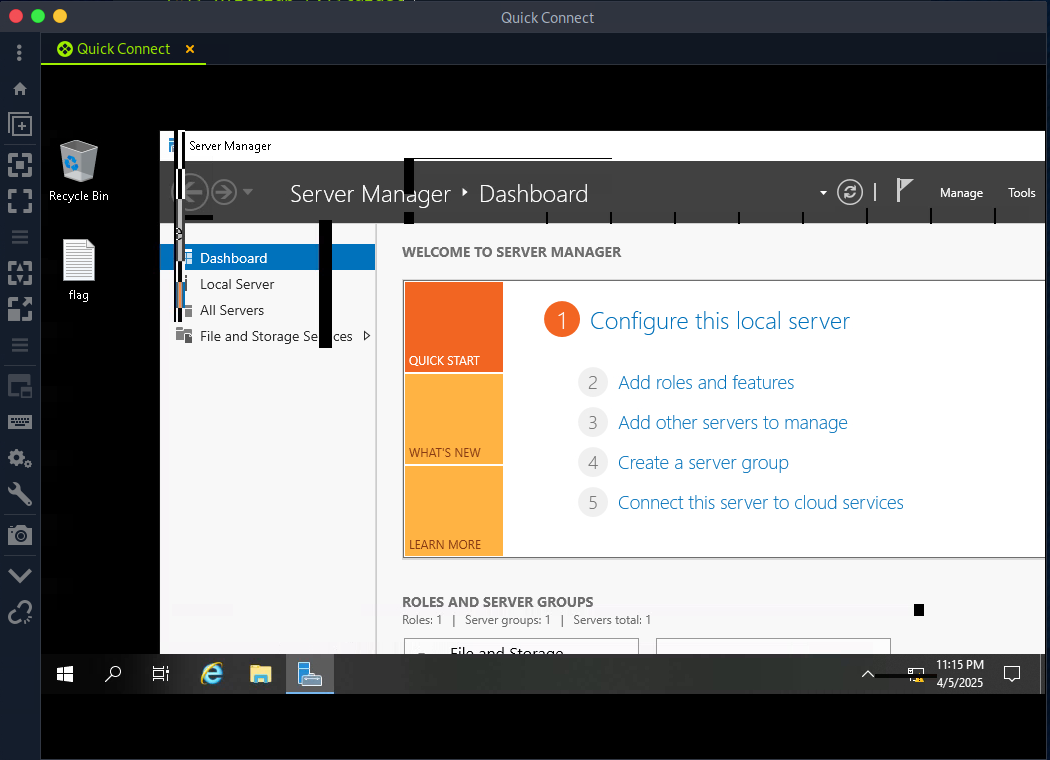 Quick Connect
Quick Connect
Recycle Bin
flag
Server Manager
Server Manager
Dashboard
Manage
Tools
Dashboard
Local Server
All Servers
WELCOME TO SERVER MANAGER
QUICK START
WHAT'S NEW
LEARN MORE
1 Configure this local server
2 Add roles and features
3 Add other servers to manage
4 Create a server group
5 Connect this server to cloud services
File and Storage Services
ROLES AND SERVER GROUPS
Roles: 1 | Server groups: 1 | Servers total: 1
File and Storage
11:15 PM
4/5/2025